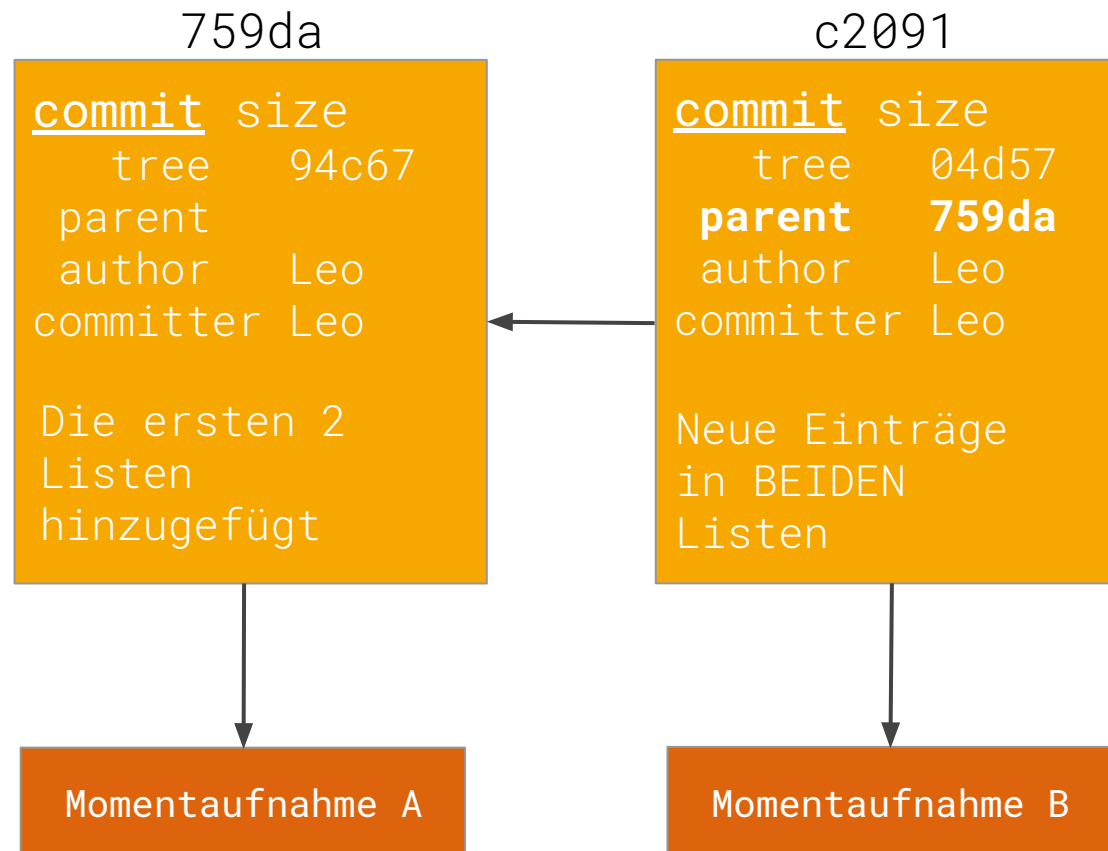 759da
commit size
tree 94c67
parent
author Leo
committer Leo
Die ersten 2
Listen
hinzugefügt
Momentaufnahme A
c2091
commit size
tree 04d57
parent 759da
author Leo
committer Leo
Neue Einträge
in BEIDEN
Listen
Momentaufnahme B